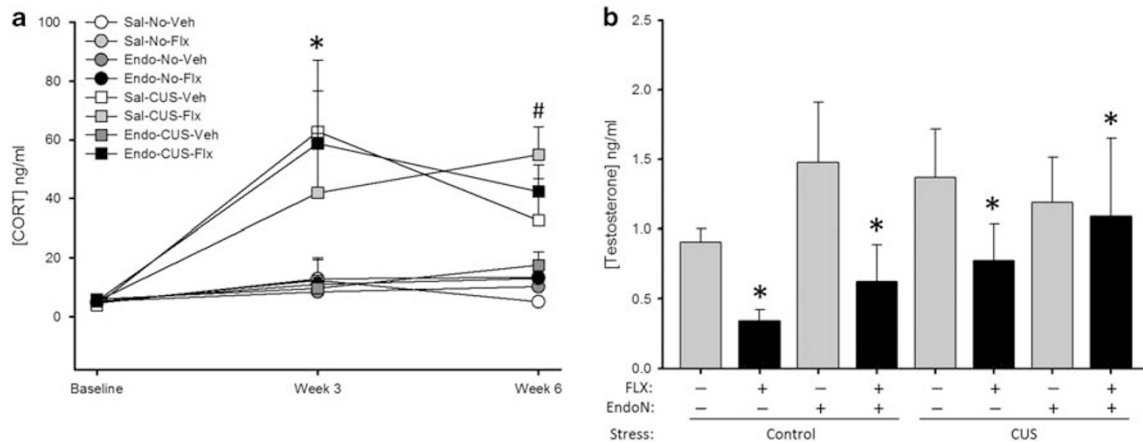 a
100
80
60
40
20
0
[CORT] ng/ml
Sal-No-Veh
Sal-No-Flx
Endo-No-Veh
Endo-No-Flx
Sal-CUS-Veh
Sal-CUS-Flx
Endo-CUS-Veh
Endo-CUS-Flx
*
#
Baseline Week 3 Week 6
b
2.5
2.0
1.5
1.0
0.5
0.0
[Testosterone] ng/ml
* * * *
FLX: − + − + − + − +
EndoN: − − + + − − + +
Stress: Control CUS